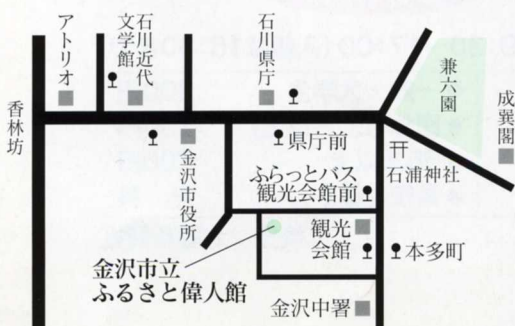 アトリオ
石川近代
文学館
石川県庁
兼六園
成巽閣
香林坊
金沢市役所
県庁前
石浦神社
ふらっとバス
観光会館前
観光
会館
本多町
金沢市立
ふるさと偉人館
金沢中署